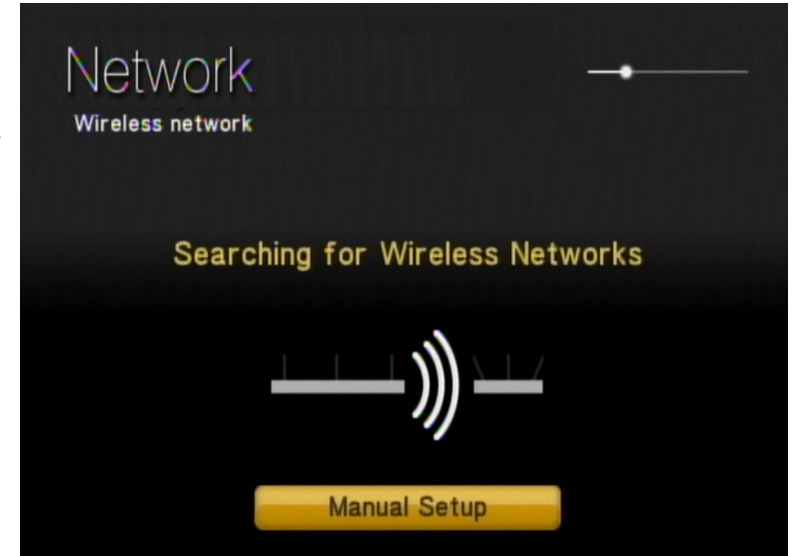 Network
Wireless network
Searching for Wireless Networks
Manual Setup